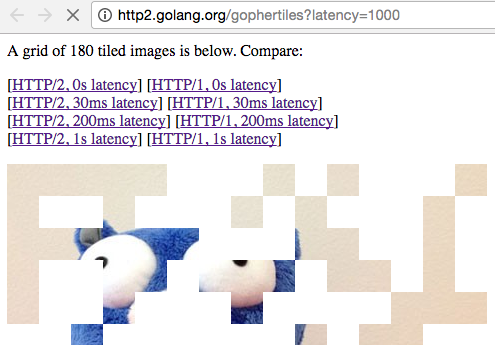 http2.golang.org/gophertiles?latency=1000
A grid of 180 tiled images is below. Compare:
[HTTP/2, 0s latency] [HTTP/1, 0s latency]
[HTTP/2, 30ms latency] [HTTP/1, 30ms latency]
[HTTP/2, 200ms latency] [HTTP/1, 200ms latency]
[HTTP/2, 1s latency] [HTTP/1, 1s latency]